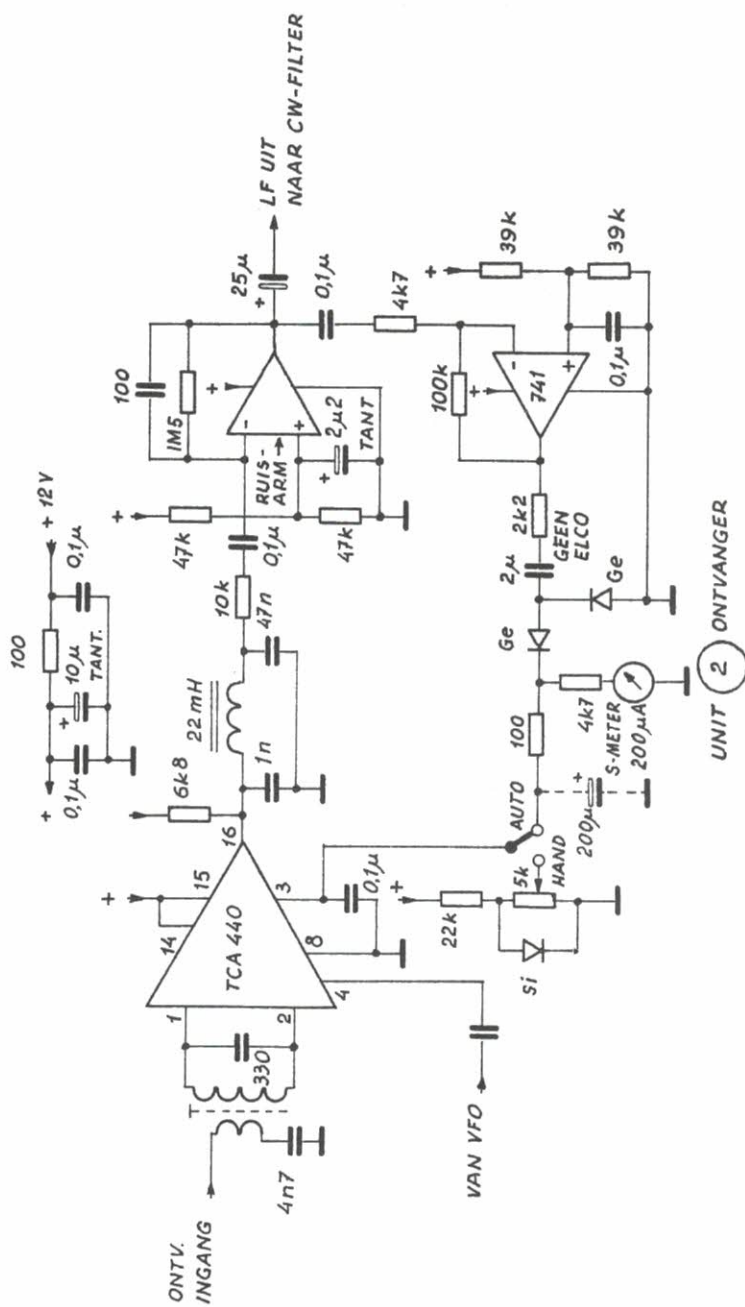 + 12V
100
0,1µ
10µ
TANT.
+
0,1µ
+
ONTV.
INGANG
4n7
330
1
2
TCA 440
14
15
16
3
8
4
+
6k8
22mH
1n
47n
10k
0,1µ
47k
47k
+
100
1M5
-
+
+
RUIS-
ARM
+
2µ2
TANT
+
25µ
LF UIT
NAAR CW-FILTER
0,1µ
4k7
100k
+
741
-
+
+
39k
39k
0,1µ
2k2
2µ
GEEN
ELCO
Ge
Ge
100
4k7
S-METER
200µA
AUTO
HAND
+
200µ
5k
22k
+
Si
0,1µ
VAN VFO
UNIT 2 ONTVANGER